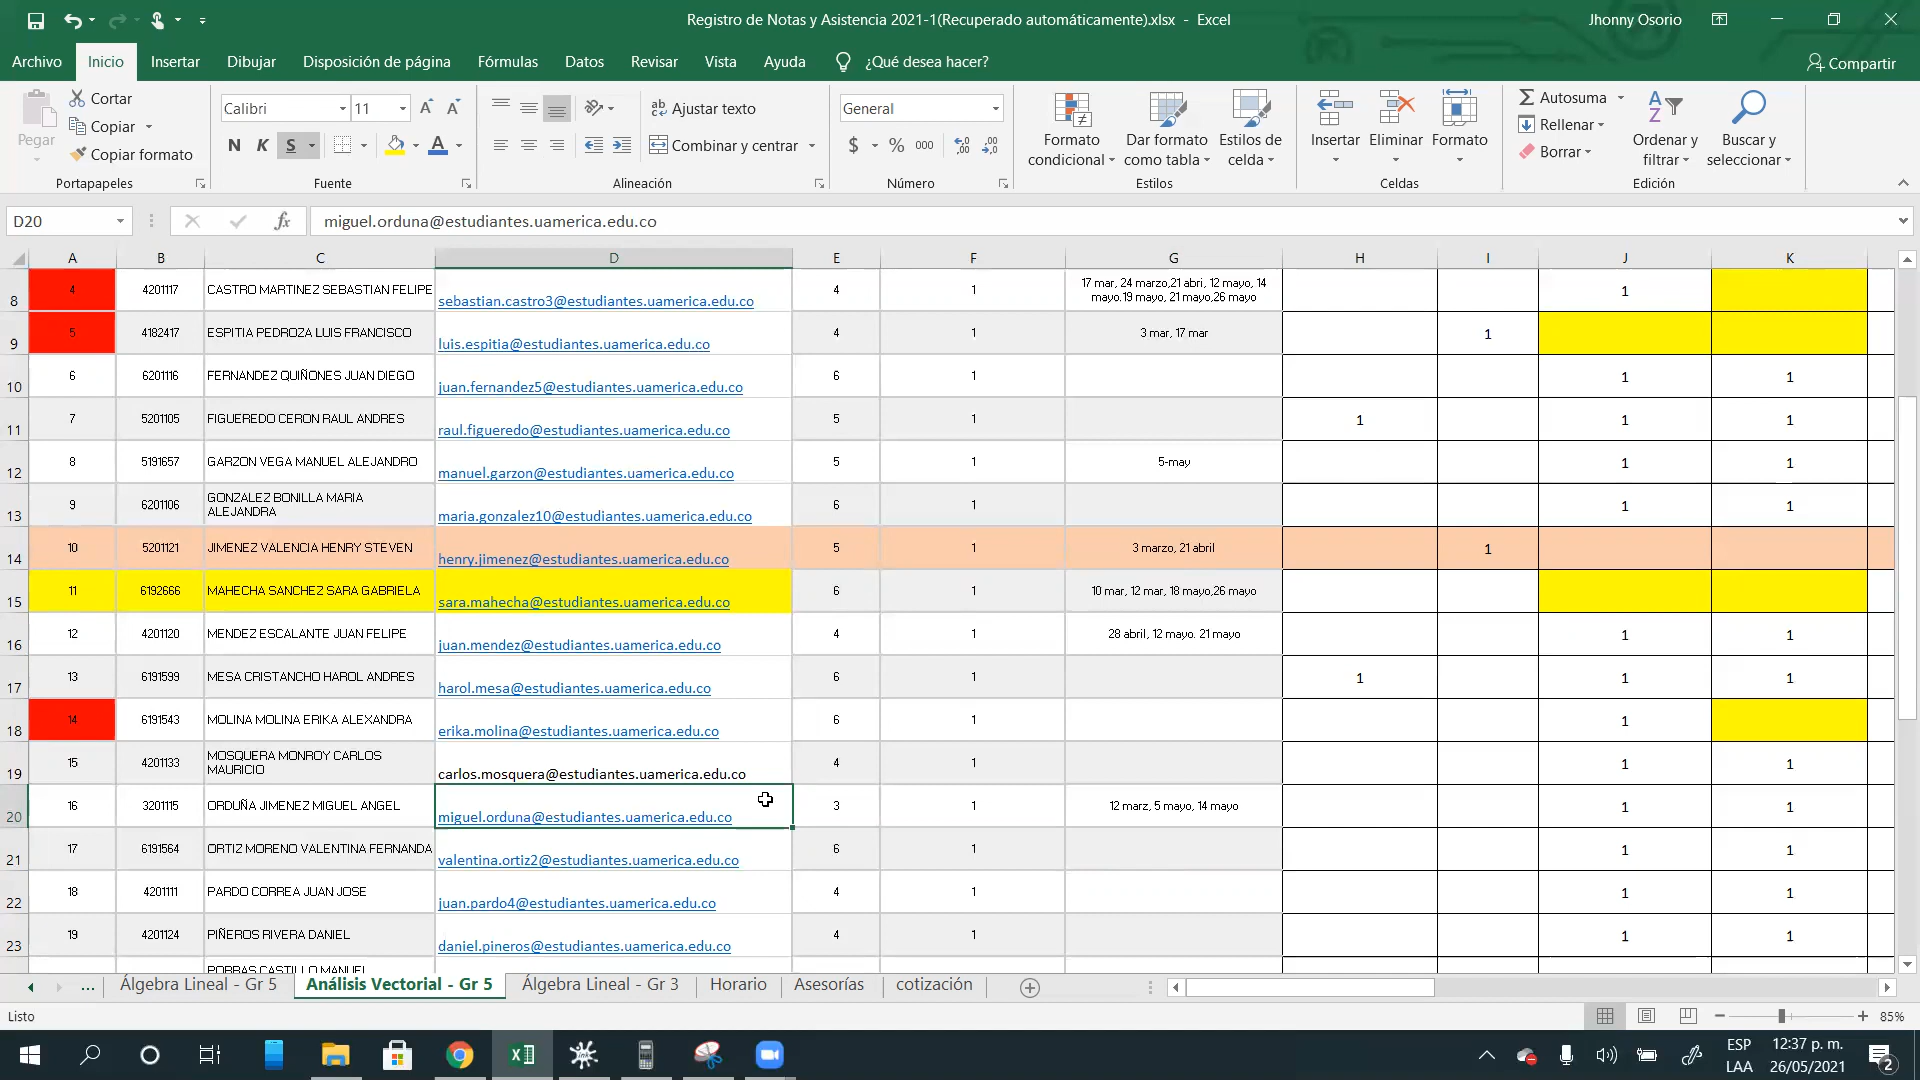 Registro de Notas y Asistencia 2021-1(Recuperado automáticamente).xlsx - Excel
Jhonny Osorio
Archivo Inicio Insertar Dibujar Disposición de página Fórmulas Datos Revisar Vista Ayuda ¿Qué desea hacer? Compartir
Pegar
Cortar
Copiar
Copiar formato
Portapapeles
Calibri 11
N K S
Fuente
Ajustar texto
Combinar y centrar
Alineación
General
$ % 000
Número
Formato condicional
Dar formato como tabla
Estilos de celda
Estilos
Insertar Eliminar Formato
Celdas
Autosuma
Rellenar
Borrar
Ordenar y filtrar
Buscar y seleccionar
Edición
D20 fx miguel.orduna@estudiantes.uamerica.edu.co
A B C D E F G H I J K
8 4 4201117 CASTRO MARTINEZ SEBASTIAN FELIPE sebastian.castro3@estudiantes.uamerica.edu.co 4 1 17 mar, 24 marzo,21 abri, 12 mayo, 14 mayo.19 mayo, 21 mayo,26 mayo 1
9 5 4182417 ESPITIA PEDROZA LUIS FRANCISCO luis.espitia@estudiantes.uamerica.edu.co 4 1 3 mar, 17 mar 1
10 6 6201116 FERNANDEZ QUIÑONES JUAN DIEGO juan.fernandez5@estudiantes.uamerica.edu.co 6 1 1 1
11 7 5201105 FIGUEREDO CERON RAUL ANDRES raul.figueredo@estudiantes.uamerica.edu.co 5 1 1 1 1
12 8 5191657 GARZON VEGA MANUEL ALEJANDRO manuel.garzon@estudiantes.uamerica.edu.co 5 1 5-may 1 1
13 9 6201106 GONZALEZ BONILLA MARIA ALEJANDRA maria.gonzalez10@estudiantes.uamerica.edu.co 6 1 1 1
14 10 5201121 JIMENEZ VALENCIA HENRY STEVEN henry.jimenez@estudiantes.uamerica.edu.co 5 1 3 marzo, 21 abril 1
15 11 6192666 MAHECHA SANCHEZ SARA GABRIELA sara.mahecha@estudiantes.uamerica.edu.co 6 1 10 mar, 12 mar, 18 mayo,26 mayo
16 12 4201120 MENDEZ ESCALANTE JUAN FELIPE juan.mendez@estudiantes.uamerica.edu.co 4 1 28 abril, 12 mayo. 21 mayo 1 1
17 13 6191599 MESA CRISTANCHO HAROL ANDRES harol.mesa@estudiantes.uamerica.edu.co 6 1 1 1 1
18 14 6191543 MOLINA MOLINA ERIKA ALEXANDRA erika.molina@estudiantes.uamerica.edu.co 6 1 1
19 15 4201133 MOSQUERA MONROY CARLOS MAURICIO carlos.mosquera@estudiantes.uamerica.edu.co 4 1 1 1
20 16 3201115 ORDUÑA JIMENEZ MIGUEL ANGEL miguel.orduna@estudiantes.uamerica.edu.co 3 1 12 marz, 5 mayo, 14 mayo 1 1
21 17 6191564 ORTIZ MORENO VALENTINA FERNANDA valentina.ortiz2@estudiantes.uamerica.edu.co 6 1 1 1
22 18 4201111 PARDO CORREA JUAN JOSE juan.pardo4@estudiantes.uamerica.edu.co 4 1 1 1
23 19 4201124 PIÑEROS RIVERA DANIEL daniel.pineros@estudiantes.uamerica.edu.co 4 1 1 1
PORRAS CASTILLO MANUEL
... Álgebra Lineal - Gr 5 Análisis Vectorial - Gr 5 Álgebra Lineal - Gr 3 Horario Asesorías cotización
Listo 85%
ESP 12:37 p. m.
LAA 26/05/2021 2